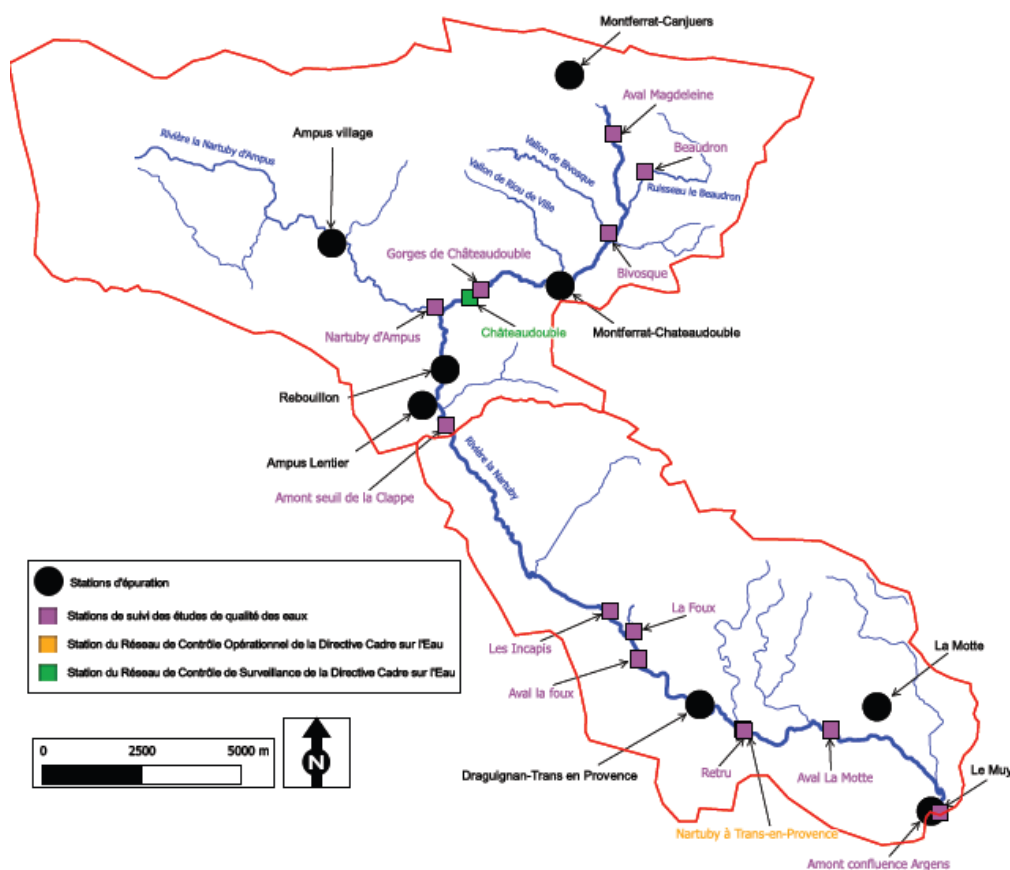 Montferrat-Canjuers
Aval Magdeleine
Ampus village
Rivière la Nartuby d'Ampus
Vallon de Bivosque
Beaudron
Vallon de Riou de Ville
Ruisseau le Beaudron
Gorges de Châteaudouble
Bivosque
Nartuby d'Ampus
Châteaudouble
Montferrat-Chateaudouble
Rebouillon
Ampus Lentier
Rivière la Nartuby
Amont seuil de la Clappe
Stations d'épuration
Stations de suivi des études de qualité des eaux
Station du Réseau de Contrôle Opérationnel de la Directive Cadre sur l'Eau
Station du Réseau de Contrôle de Surveillance de la Directive Cadre sur l'Eau
La Foux
Les Incapis
Aval la foux
La Motte
0 2500 5000 m
N
Draguignan-Trans en Provence
Retru
Aval La Motte
Le Muy
Nartuby à Trans-en-Provence
Amont confluence Argens